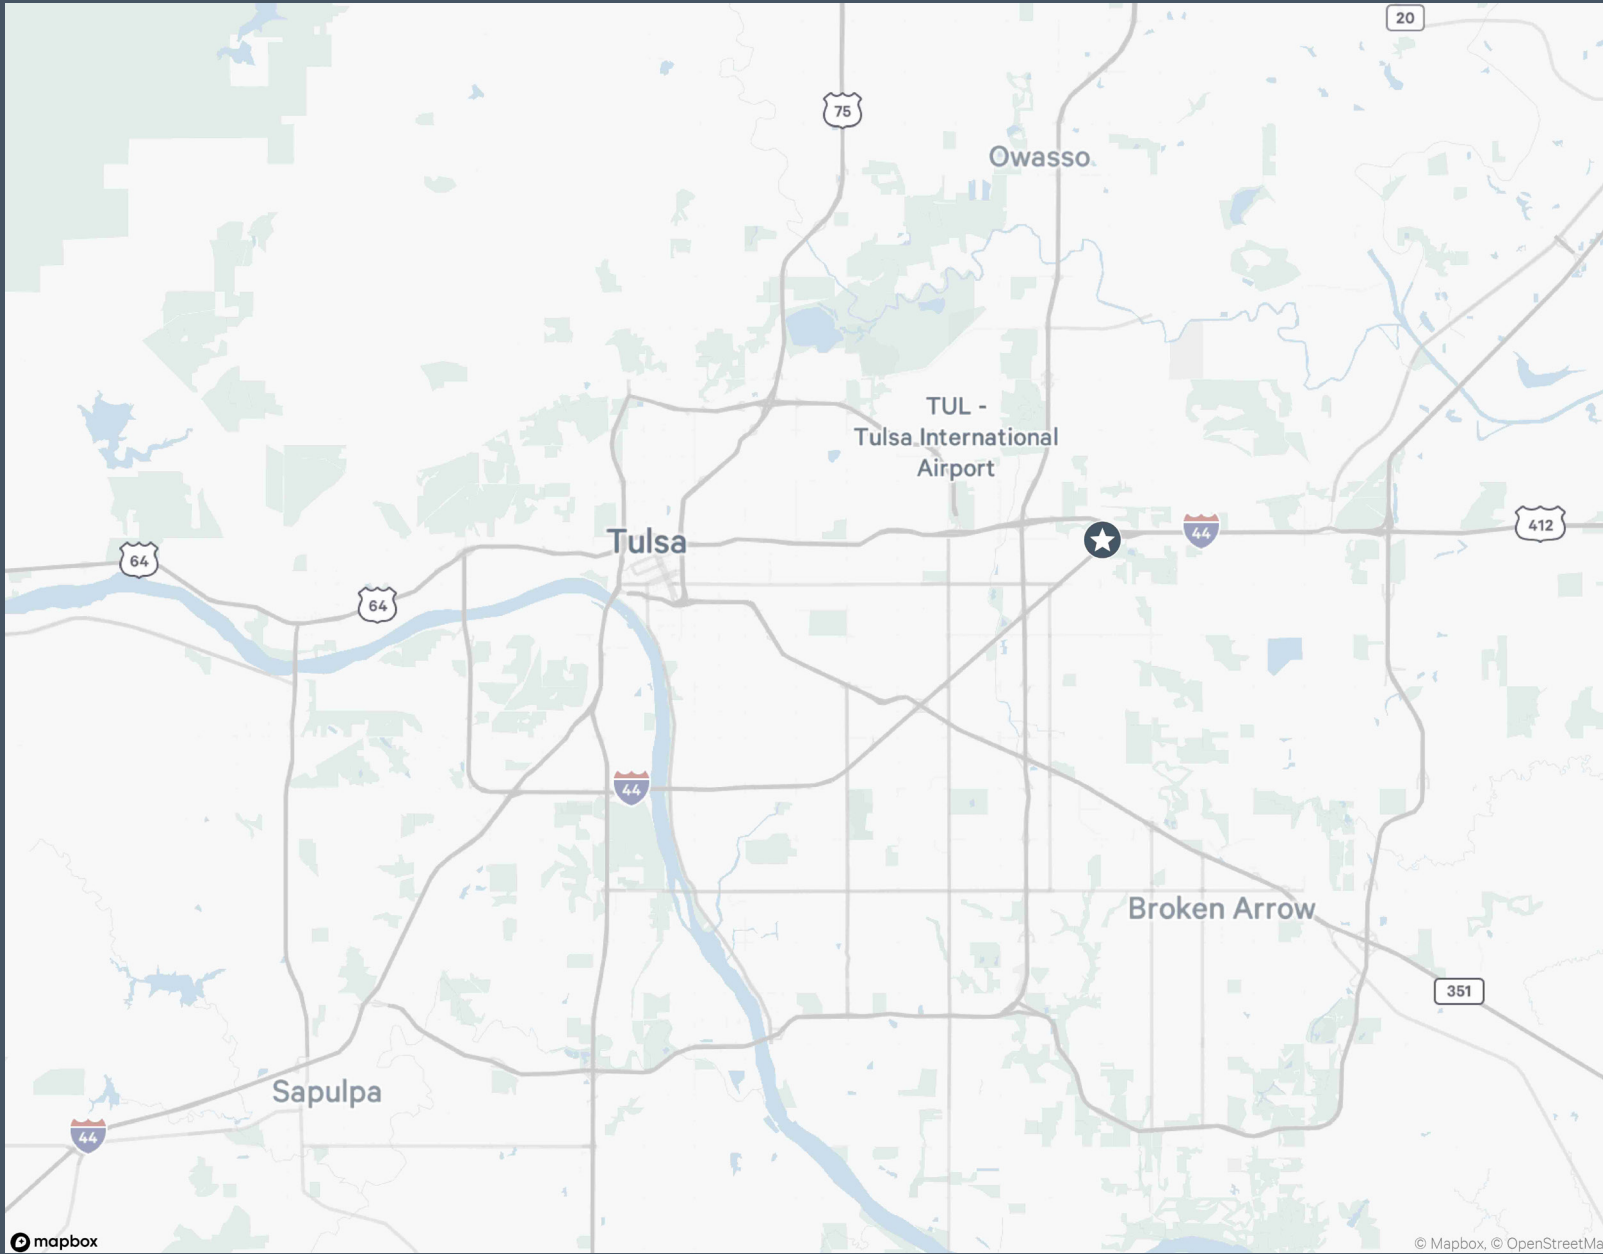 20
75
Owasso
TUL -
Tulsa International
Airport
412
44
Tulsa
64
64
44
Broken Arrow
351
Sapulpa
44
mapbox
© Mapbox, © OpenStreetMa